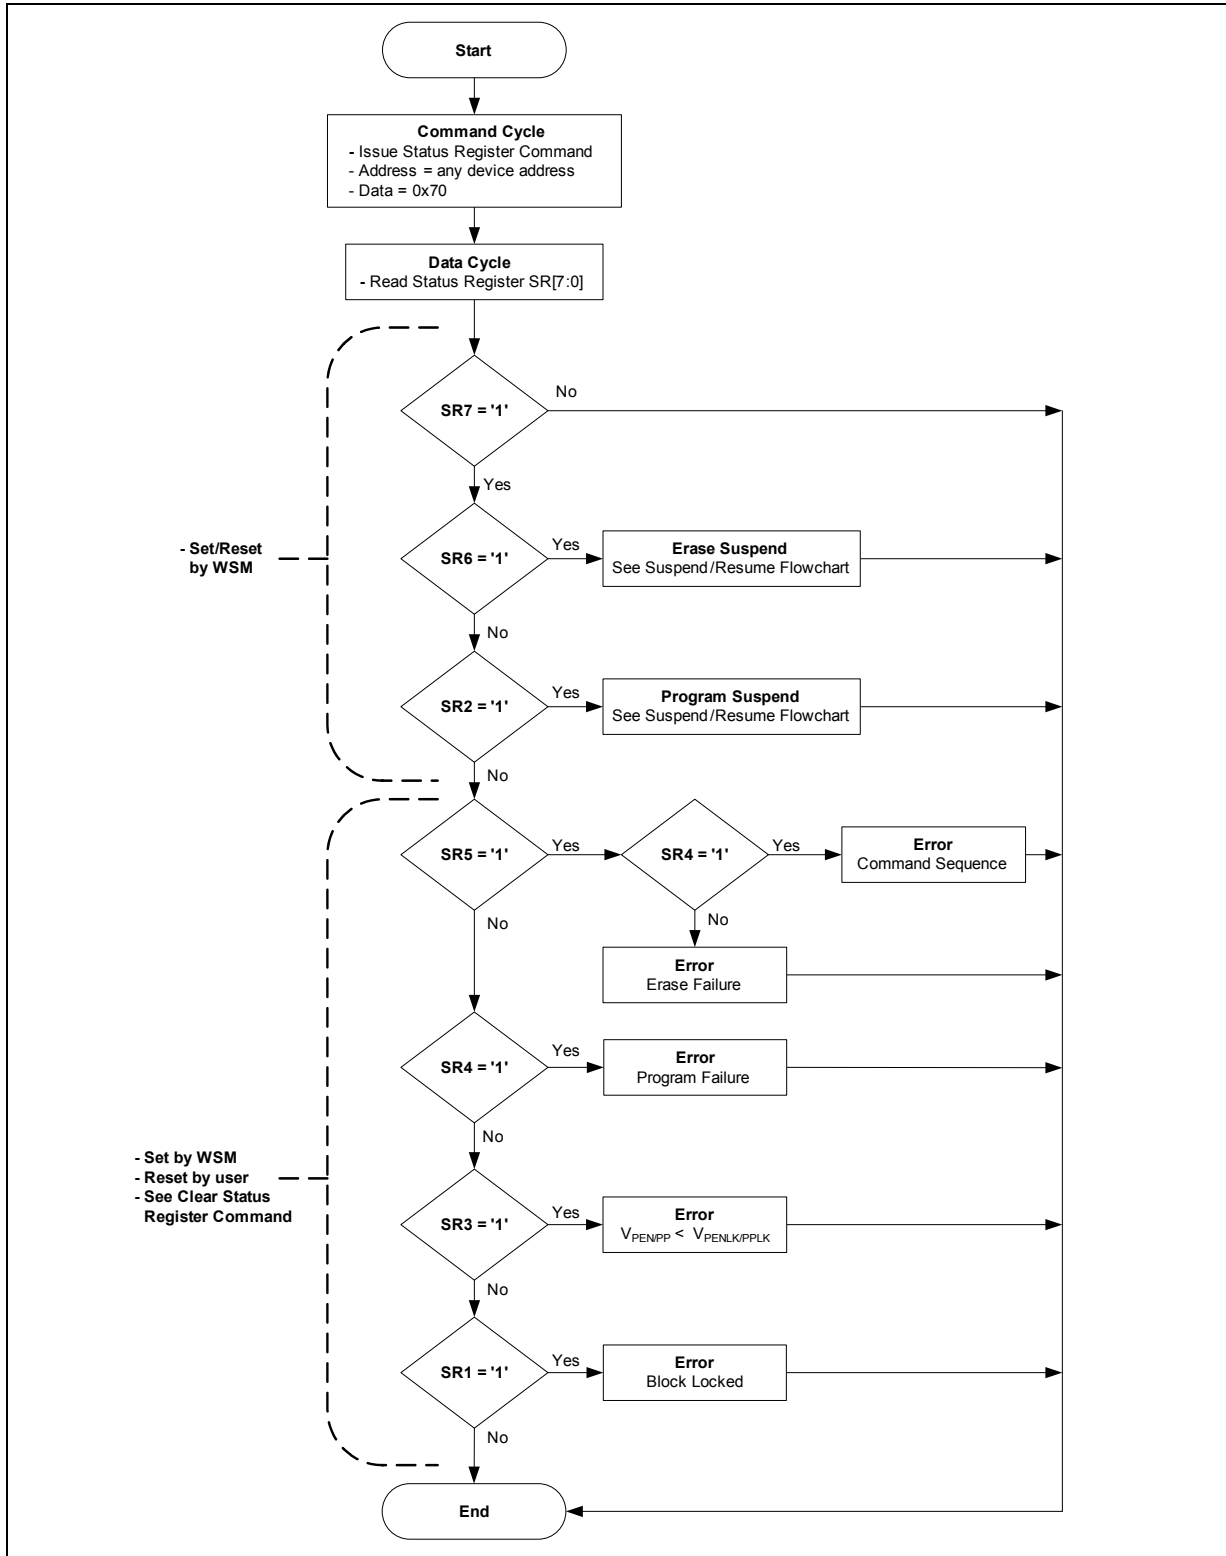 Start
Command Cycle
- Issue Status Register Command
- Address = any device address
- Data = 0x70
Data Cycle
- Read Status Register SR[7:0]
SR7 = '1'
No
Yes
- Set/Reset
by WSM
SR6 = '1'
Yes
Erase Suspend
See Suspend/Resume Flowchart
No
SR2 = '1'
Yes
Program Suspend
See Suspend/Resume Flowchart
No
SR5 = '1'
Yes
SR4 = '1'
Yes
Error
Command Sequence
No
No
Error
Erase Failure
SR4 = '1'
Yes
Error
Program Failure
No
- Set by WSM
- Reset by user
- See Clear Status
Register Command
SR3 = '1'
Yes
Error
VPEN/PP < VPENLK/PPLK
No
SR1 = '1'
Yes
Error
Block Locked
No
End